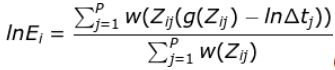 lnE_i = \frac{\sum_{j=1}^{P} w(Z_{ij}(g(Z_{ij}) - ln\Delta t_j))}{\sum_{j=1}^{P} w(Z_{ij})}